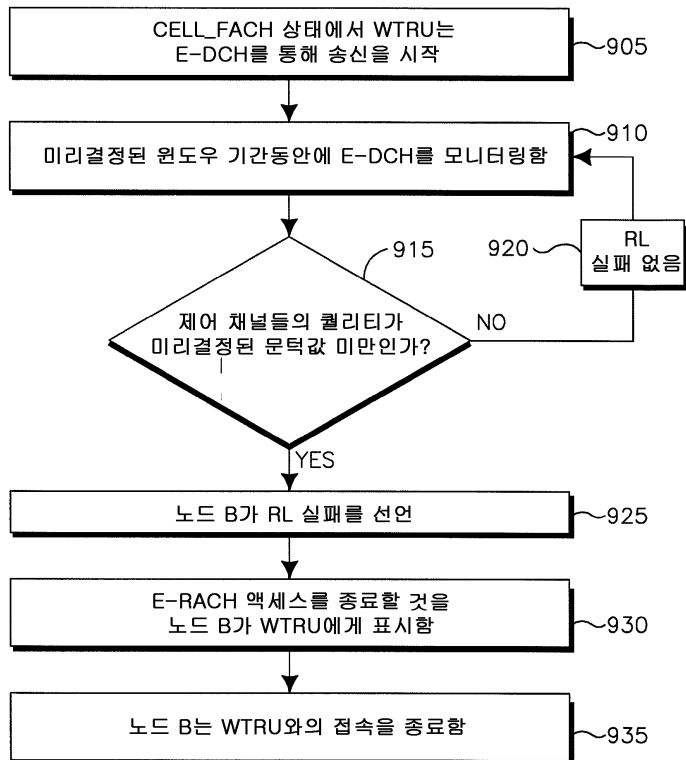 CELL_FACH 상태에서 WTRU는
E-DCH를 통해 송신을 시작
905
910
미리결정된 윈도우 기간동안에 E-DCH를 모니터링함
915
920
RL
실패 없음
제어 채널들의 퀄리티가
미리결정된 문턱값 미만인가?
NO
YES
노드 B가 RL 실패를 선언
925
E-RACH 액세스를 종료할 것을
노드 B가 WTRU에게 표시함
930
노드 B는 WTRU와의 접속을 종료함
935